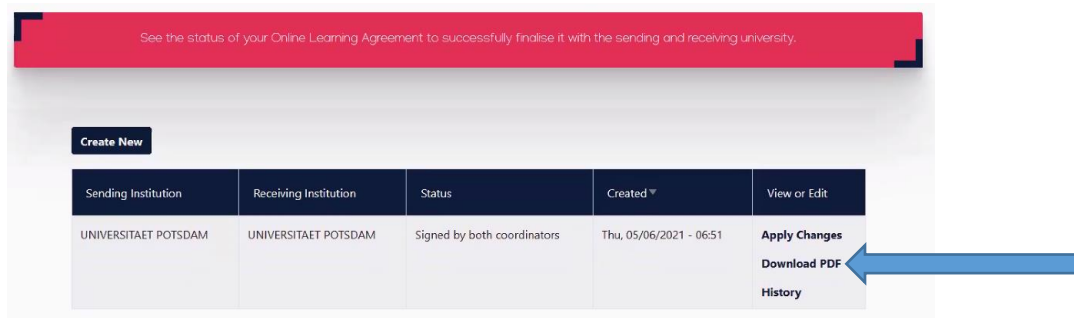 See the status of your Online Learning Agreement to successfully finalise it with the sending and receiving university.
Create New
Sending Institution Receiving Institution Status Created View or Edit
UNIVERSITAET POTSDAM UNIVERSITAET POTSDAM Signed by both coordinators Thu, 05/06/2021 - 06:51 Apply Changes
Download PDF
History